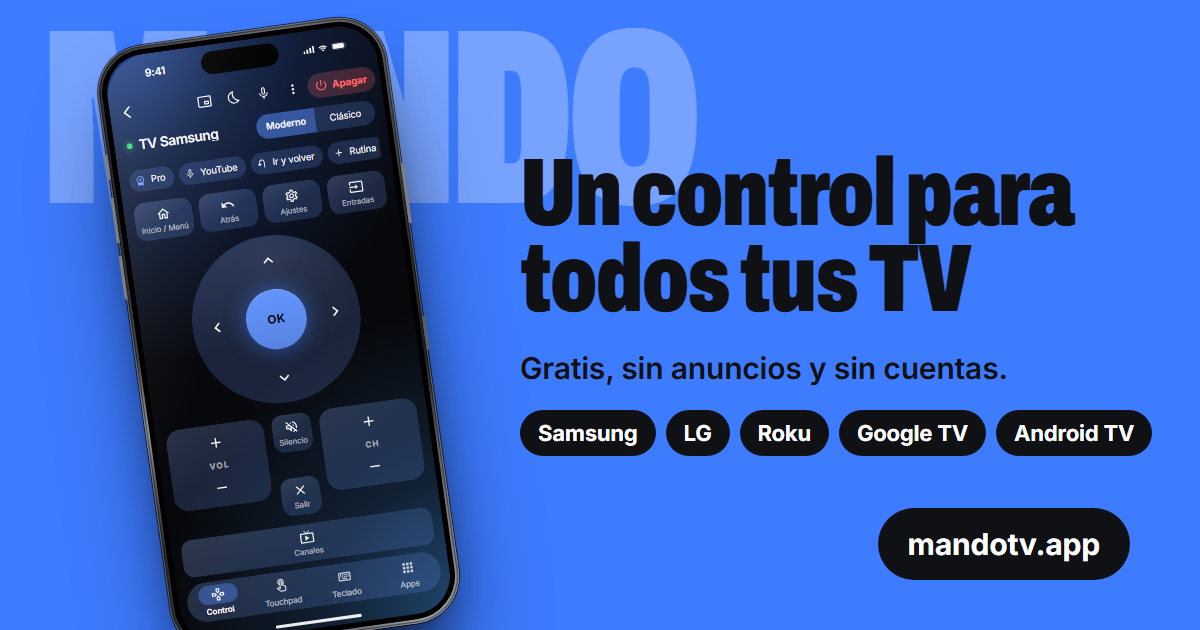 MANDO
9:41
Apagar
TV Samsung
Moderno
Clásico
Pro
YouTube
Ir y volver
Rutina
Inicio / Menú
Atrás
Ajustes
Entradas
OK
VOL
Silencio
CH
Salir
Canales
Control
Touchpad
Teclado
Apps
Un control para
todos tus TV
Gratis, sin anuncios y sin cuentas.
Samsung LG Roku Google TV Android TV
mandotv.app